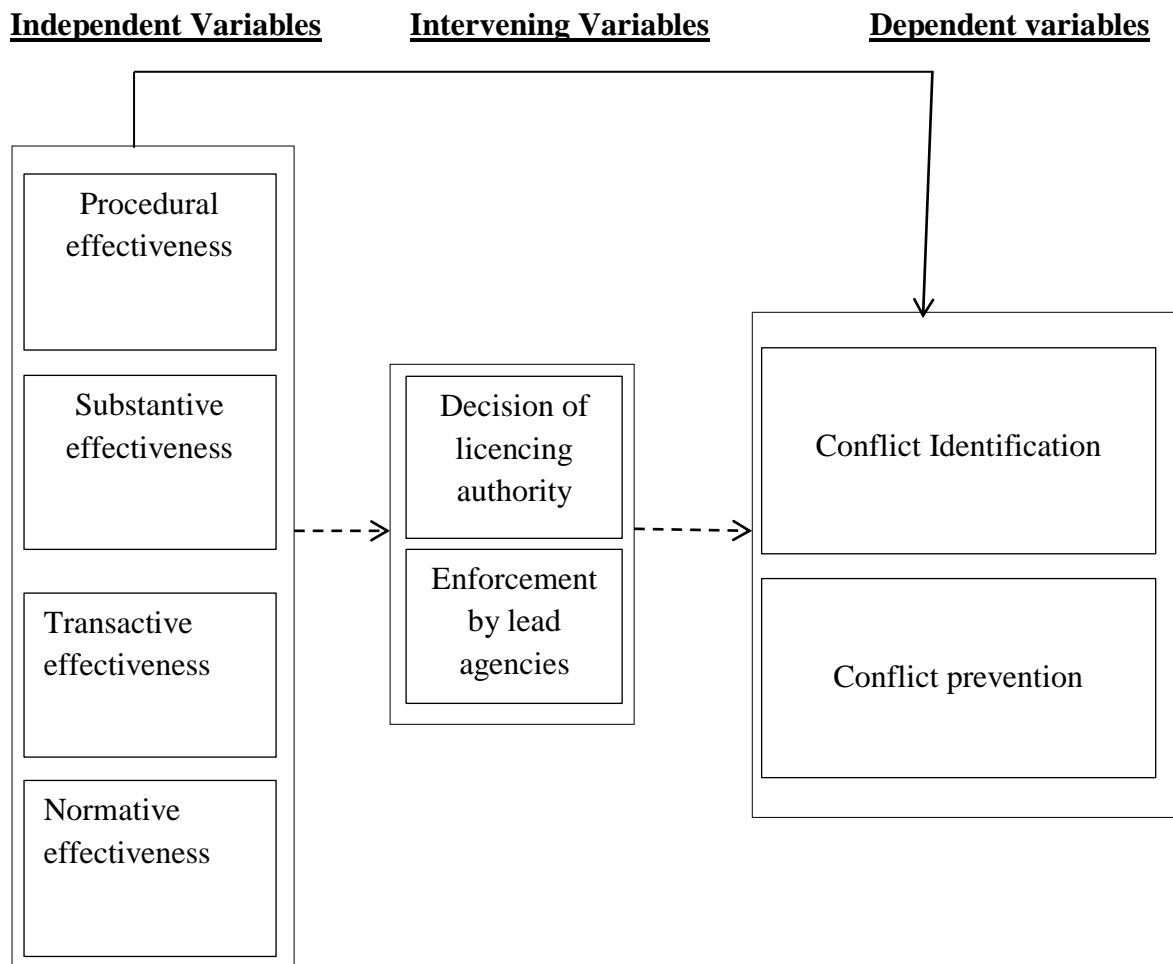 Independent Variables
Intervening Variables
Dependent variables
Procedural
effectiveness
Substantive
effectiveness
Transactive
effectiveness
Normative
effectiveness
Decision of
licencing
authority
Enforcement
by lead
agencies
Conflict Identification
Conflict prevention